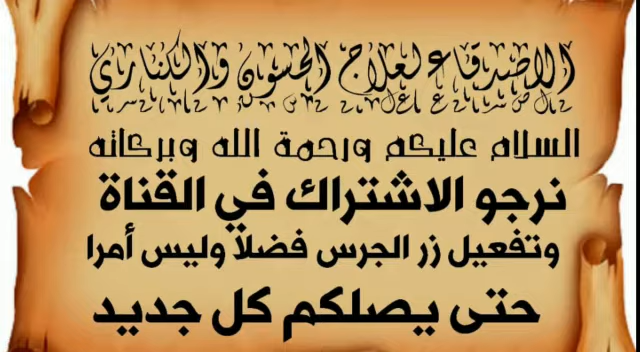 الاصدقاء لعلاج الحسون والكناري
السلام عليكم ورحمة الله وبركاته
نرجو الاشتراك في القناة
وتفعيل زر الجرس فضلاً وليس أمرا
حتى يصلكم كل جديد